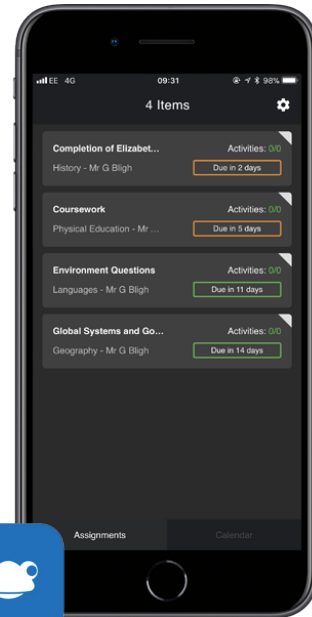 EE 4G 09:31 98%
4 Items
Completion of Elizabet... Activities: 0/0
History - Mr G Bligh Due in 2 days
Coursework Activities: 0/0
Physical Education - Mr ... Due in 5 days
Environment Questions Activities: 0/0
Languages - Mr G Bligh Due in 11 days
Global Systems and Go... Activities: 0/0
Geography - Mr G Bligh Due in 14 days
Assignments Calendar